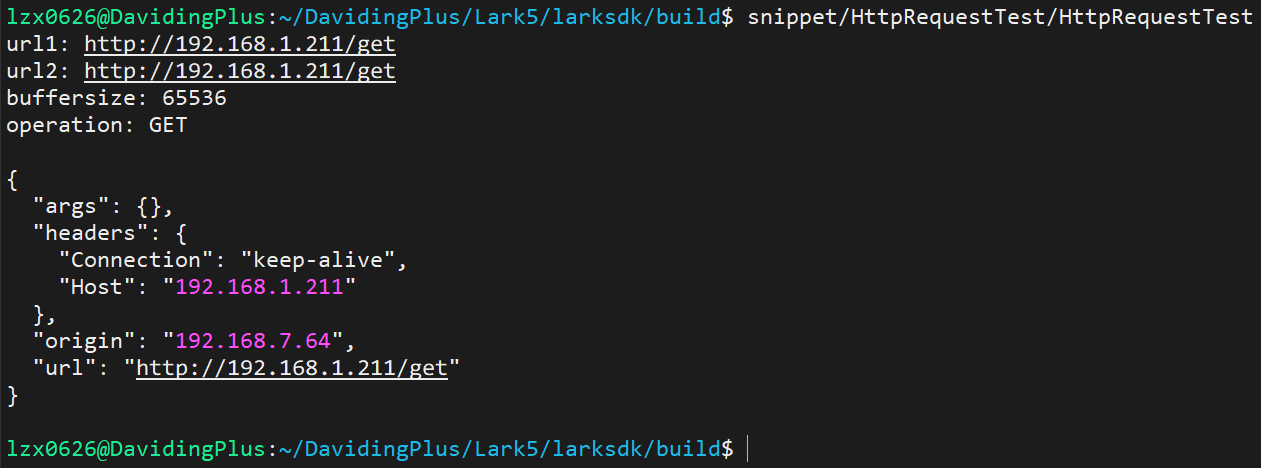 lzx0626@DavidingPlus:~/DavidingPlus/Lark5/larksdk/build$ snippet/HttpRequestTest/HttpRequestTest
url1: http://192.168.1.211/get
url2: http://192.168.1.211/get
buffersize: 65536
operation: GET

{
  "args": {},
  "headers": {
    "Connection": "keep-alive",
    "Host": "192.168.1.211"
  },
  "origin": "192.168.7.64",
  "url": "http://192.168.1.211/get"
}

lzx0626@DavidingPlus:~/DavidingPlus/Lark5/larksdk/build$